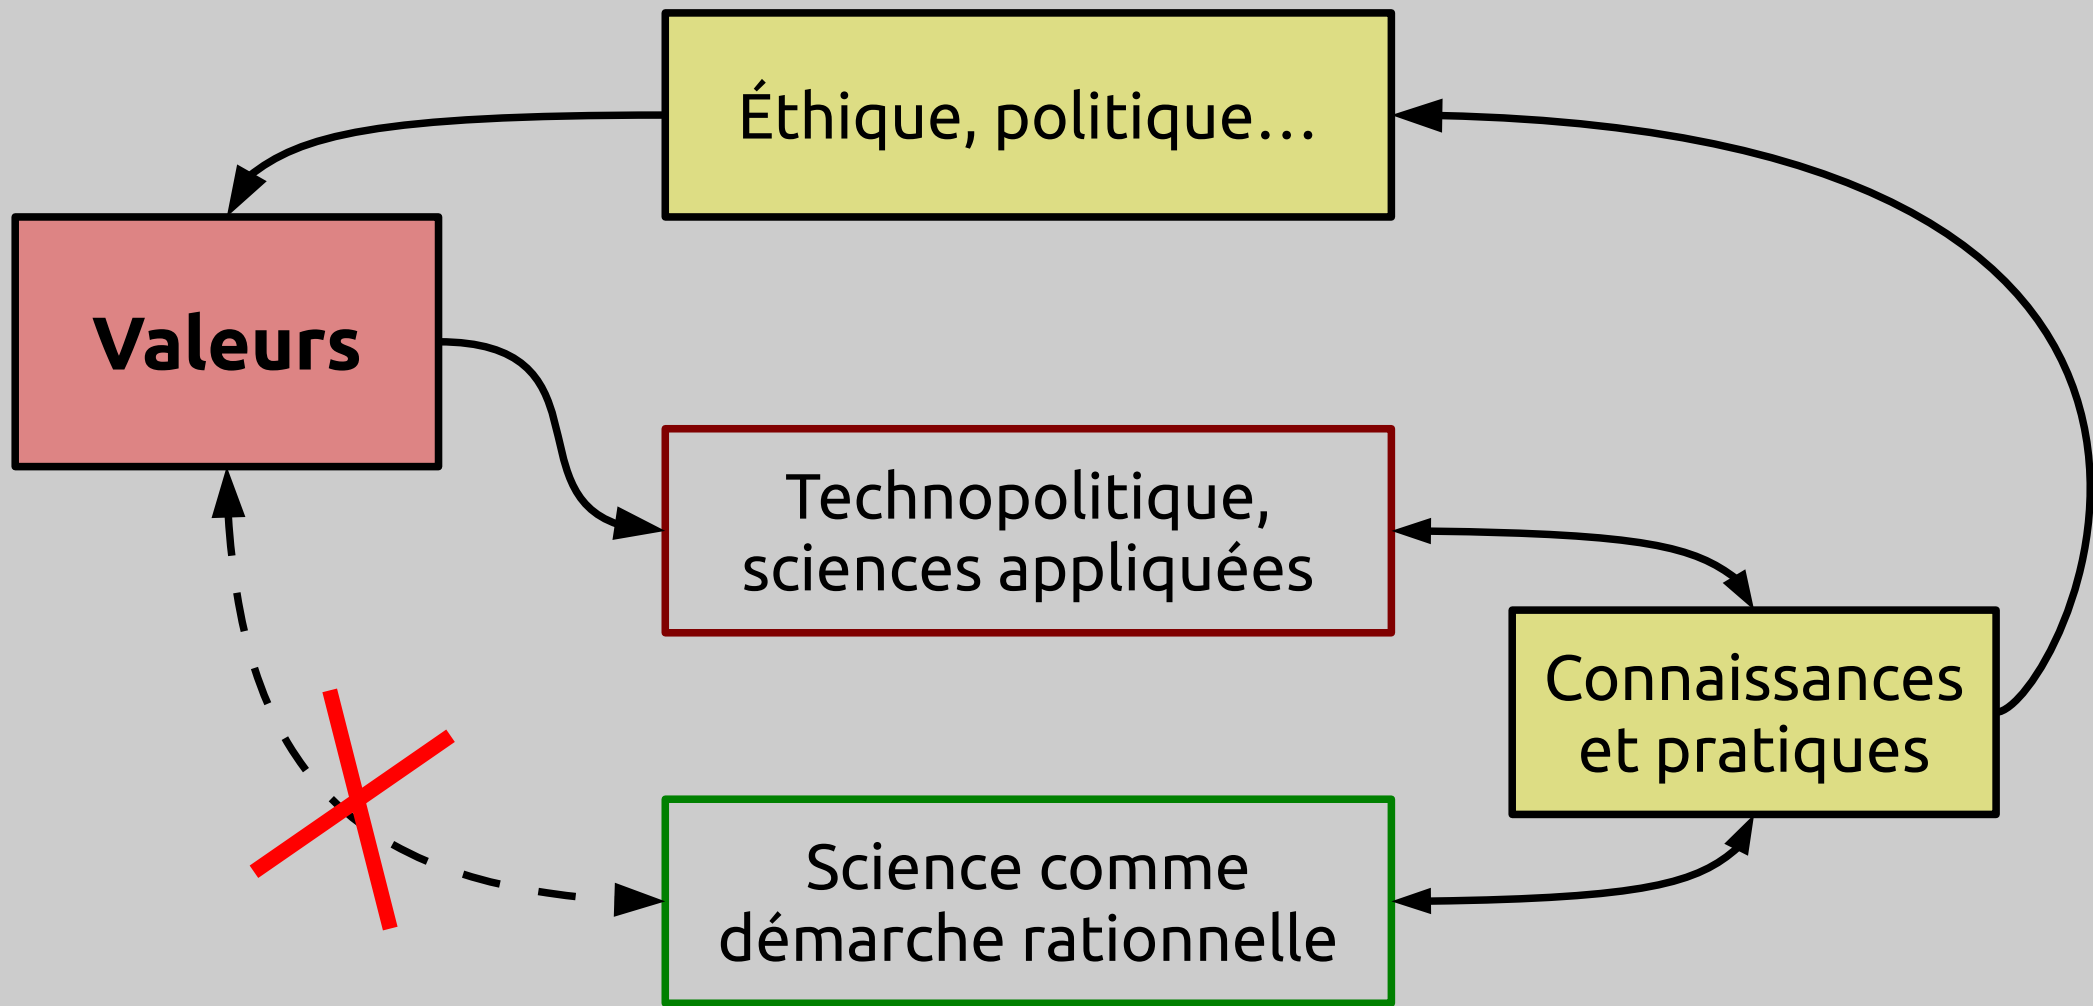 Éthique, politique…
Valeurs
Technopolitique,
sciences appliquées
Connaissances
et pratiques
Science comme
démarche rationnelle